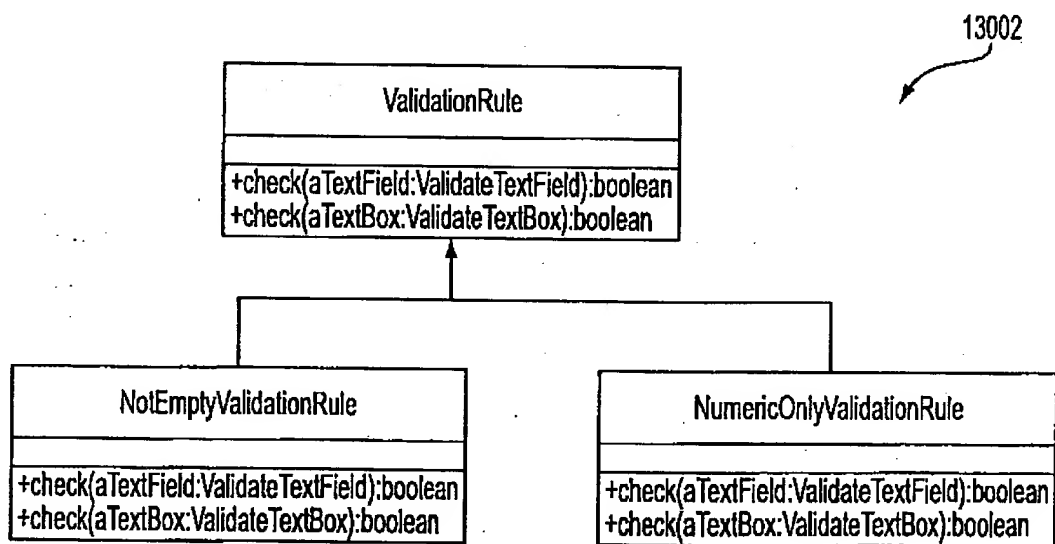 13002
ValidationRule
+check(aTextField:ValidateTextField):boolean
+check(aTextBox:ValidateTextBox):boolean
NotEmptyValidationRule
+check(aTextField:ValidateTextField):boolean
+check(aTextBox:ValidateTextBox):boolean
NumericOnlyValidationRule
+check(aTextField:ValidateTextField):boolean
+check(aTextBox:ValidateTextBox):boolean